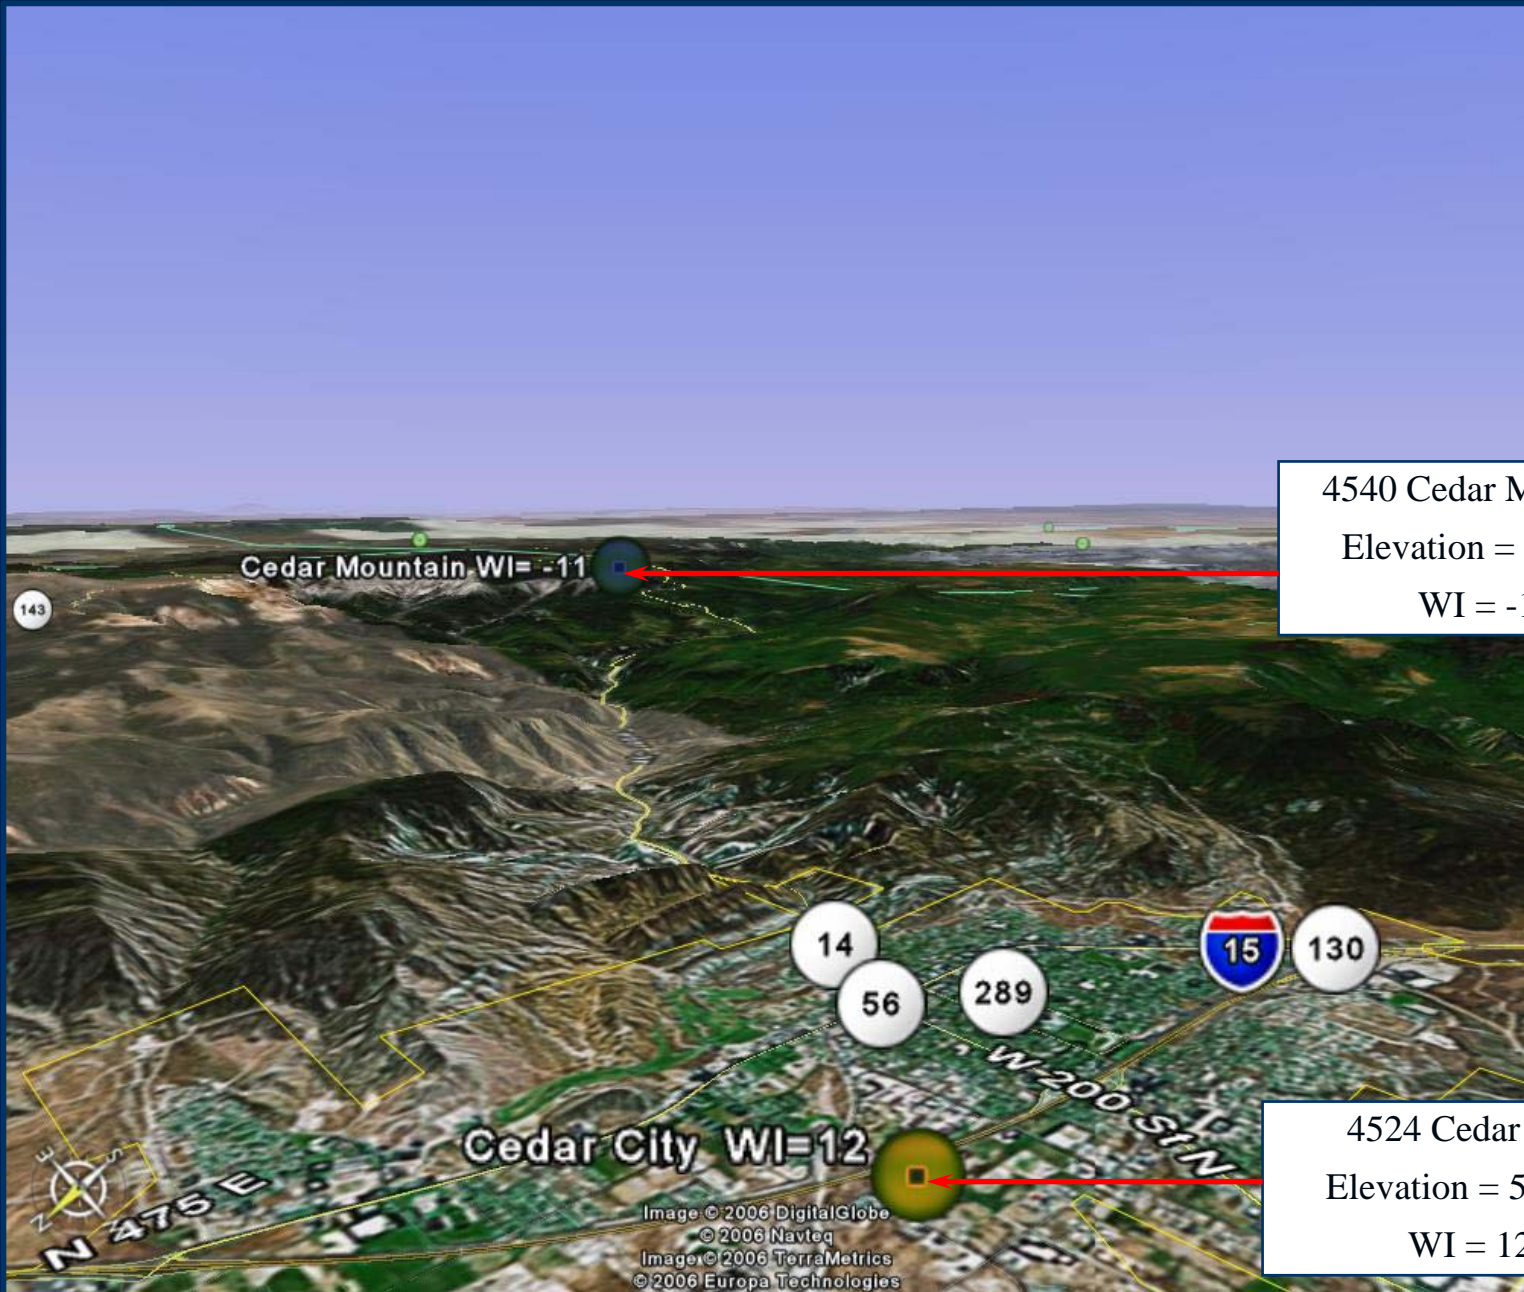 4540 Cedar M
Elevation =
WI = -1
Cedar Mountain WI= -11
143
14
56
289
15
130
W 200 St N
Cedar City WI=12
4524 Cedar
Elevation = 5
WI = 12
N 475 E
E
S
N
Image © 2006 DigitalGlobe
© 2006 Navteq
Image © 2006 TerraMetrics
© 2006 Europa Technologies